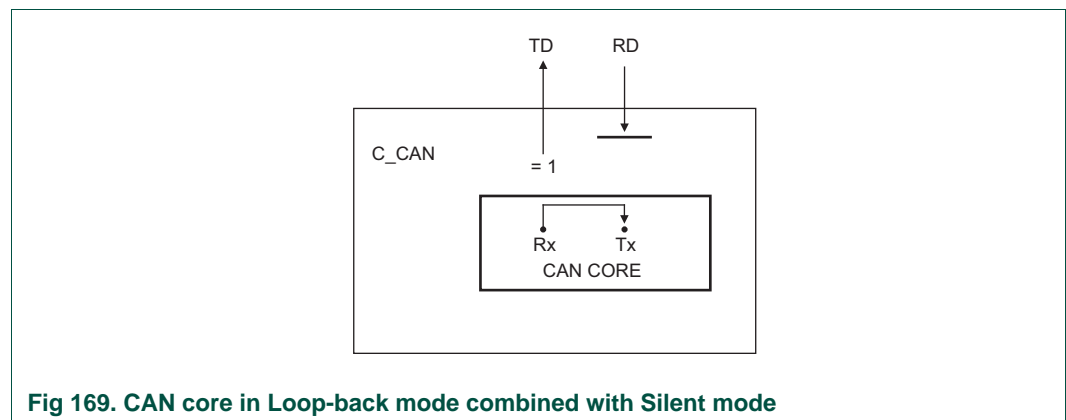 TD RD
C_CAN
= 1
Rx Tx
CAN CORE
Fig 169. CAN core in Loop-back mode combined with Silent mode